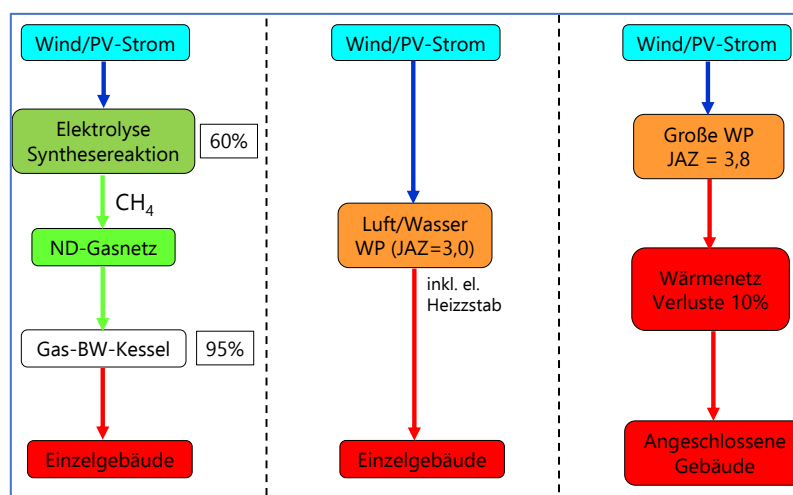 Wind/PV-Strom
Elektrolyse
Synthesereaktion
60%
CH₄
ND-Gasnetz
Gas-BW-Kessel
95%
Einzelgebäude
Wind/PV-Strom
Luft/Wasser
WP (JAZ=3,0)
inkl. el.
Heizzstab
Einzelgebäude
Wind/PV-Strom
Große WP
JAZ = 3,8
Wärmenetz
Verluste 10%
Angeschlossene
Gebäude